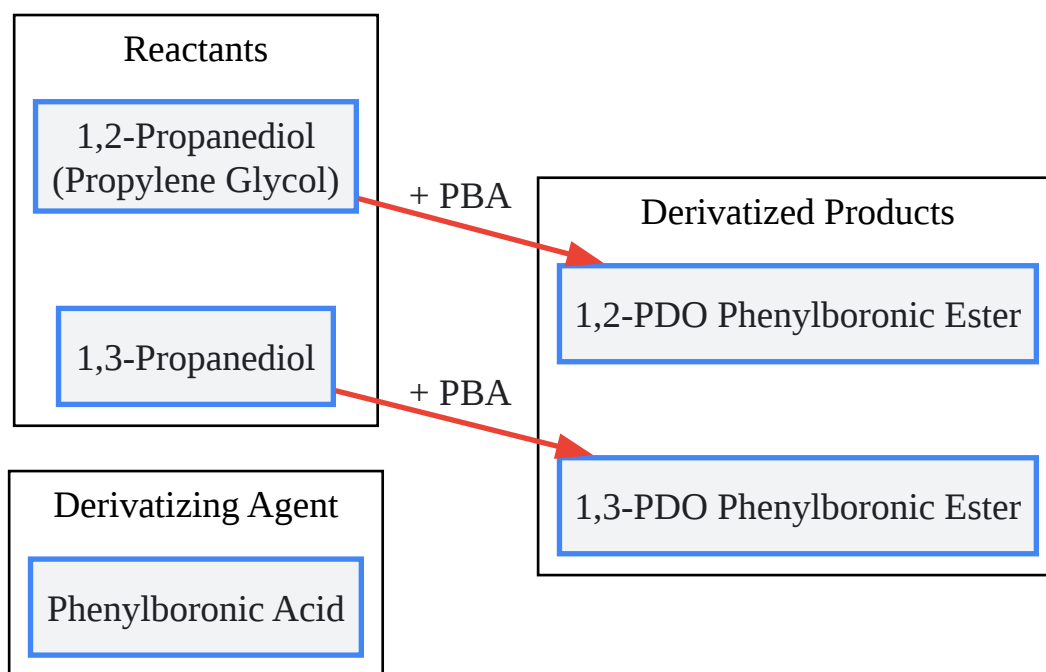 Reactants
1,2-Propanediol
(Propylene Glycol)
1,3-Propanediol
+ PBA
+ PBA
Derivatized Products
1,2-PDO Phenylboronic Ester
1,3-PDO Phenylboronic Ester
Derivatizing Agent
Phenylboronic Acid